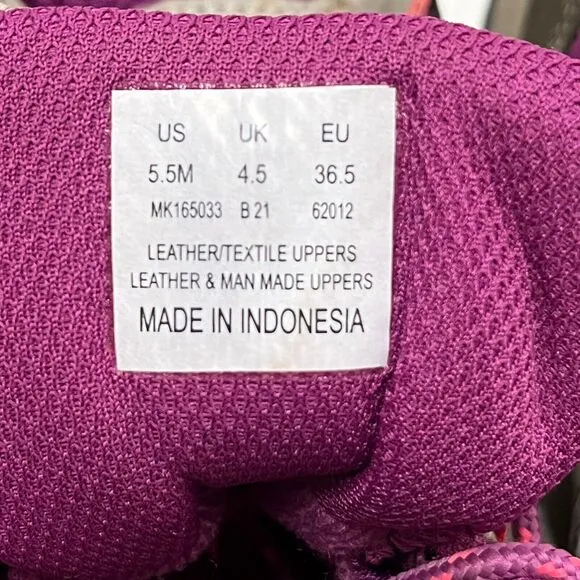 US UK EU
5.5M 4.5 36.5
MK165033 B 21 62012
LEATHER/TEXTILE UPPERS
LEATHER & MAN MADE UPPERS
MADE IN INDONESIA